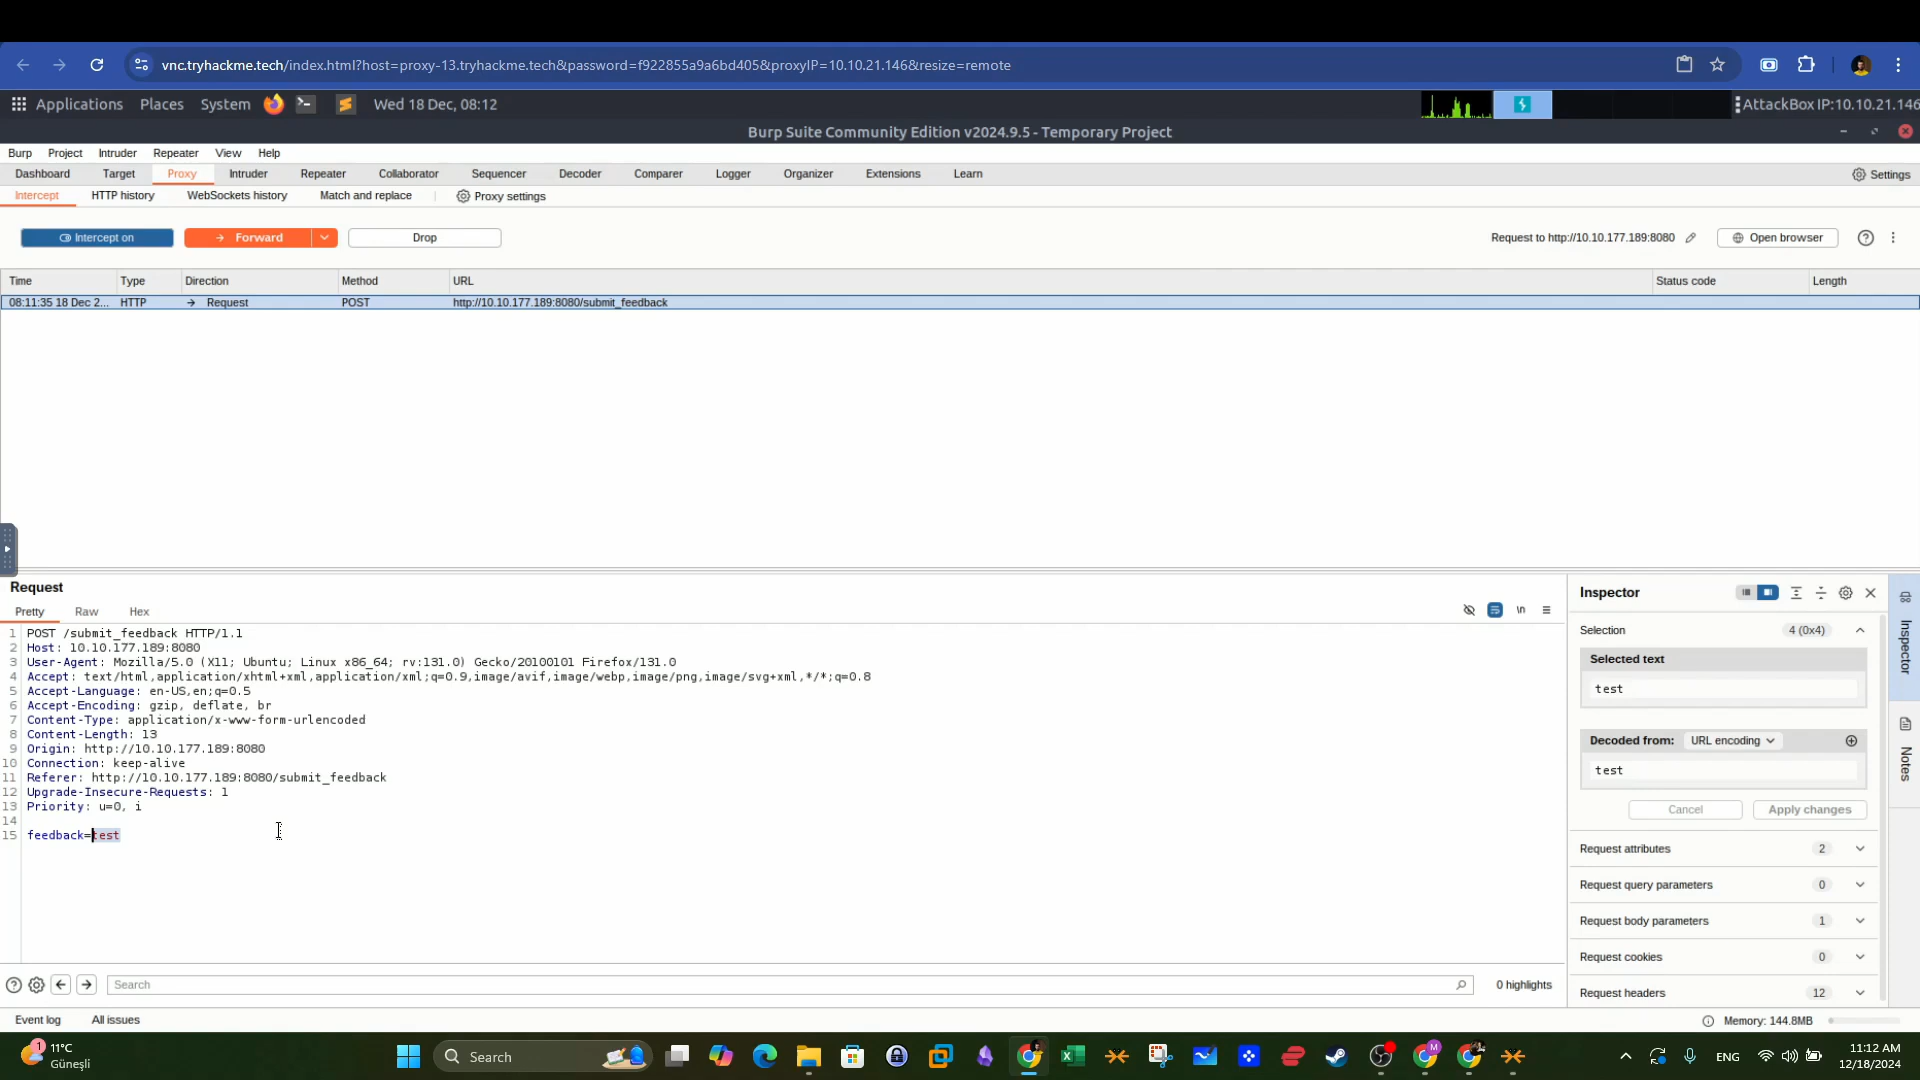 vnc.tryhackme.tech/index.html?host=proxy-13.tryhackme.tech&password=f922855a9a6bd405&proxyIP=10.10.21.146&resize=remote
Applications Places System Wed 18 Dec, 08:12 AttackBox IP:10.10.21.146
Burp Suite Community Edition v2024.9.5 - Temporary Project
Burp Project Intruder Repeater View Help
Dashboard Target Proxy Intruder Repeater Collaborator Sequencer Decoder Comparer Logger Organizer Extensions Learn Settings
Intercept HTTP history WebSockets history Match and replace Proxy settings
Intercept on Forward Drop Request to http://10.10.177.189:8080 Open browser
Time Type Direction Method URL Status code Length
08:11:35 18 Dec 2... HTTP → Request POST http://10.10.177.189:8080/submit_feedback
Request
Pretty Raw Hex
\n
1 POST /submit_feedback HTTP/1.1
2 Host: 10.10.177.189:8080
3 User-Agent: Mozilla/5.0 (X11; Ubuntu; Linux x86_64; rv:131.0) Gecko/20100101 Firefox/131.0
4 Accept: text/html,application/xhtml+xml,application/xml;q=0.9,image/avif,image/webp,image/png,image/svg+xml,*/*;q=0.8
5 Accept-Language: en-US,en;q=0.5
6 Accept-Encoding: gzip, deflate, br
7 Content-Type: application/x-www-form-urlencoded
8 Content-Length: 13
9 Origin: http://10.10.177.189:8080
10 Connection: keep-alive
11 Referer: http://10.10.177.189:8080/submit_feedback
12 Upgrade-Insecure-Requests: 1
13 Priority: u=0, i
14
15 feedback=test
Inspector
Selection 4 (0x4)
Selected text
test
Decoded from: URL encoding
test
Cancel Apply changes
Request attributes 2
Request query parameters 0
Request body parameters 1
Request cookies 0
Request headers 12
Inspector
Notes
Search 0 highlights
Event log All issues Memory: 144.8MB
1 11°C
Güneşli
Search
M
ENG
11:12 AM
12/18/2024